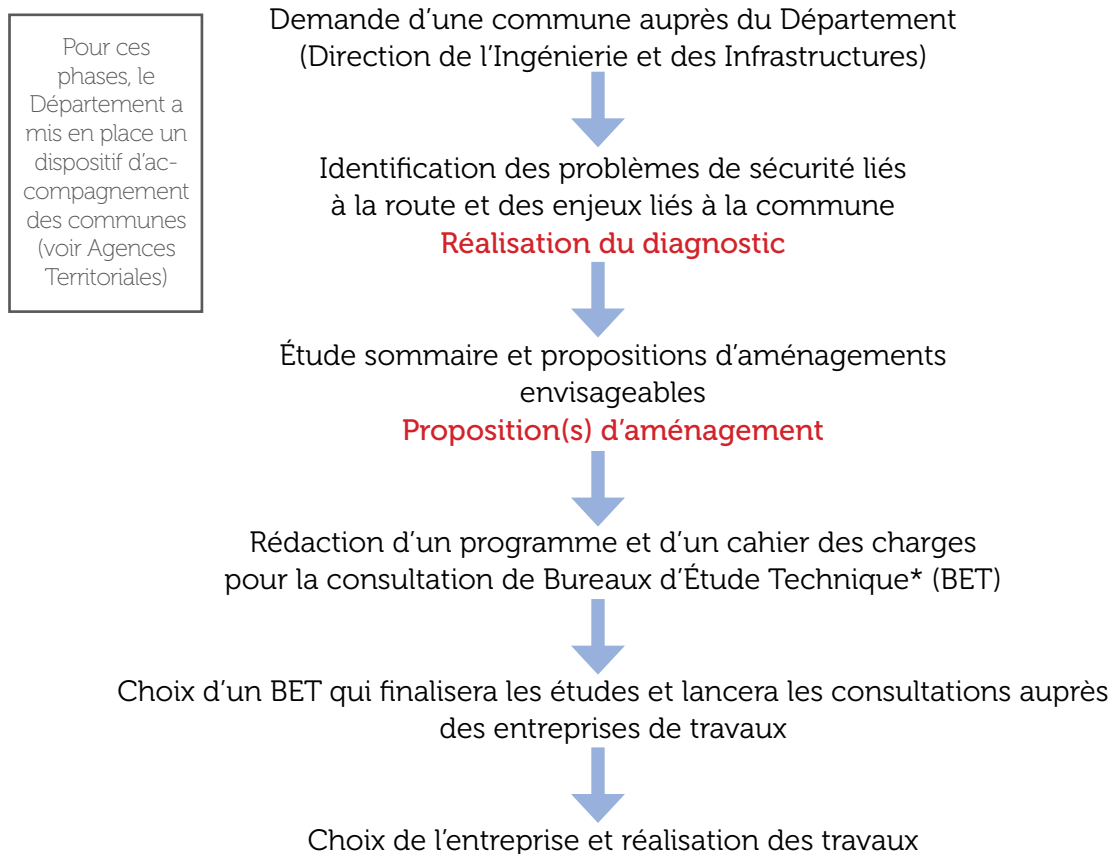 Pour ces
phases, le
Département a
mis en place un
dispositif d'ac-
compagnement
des communes
(voir Agences
Territoriales)
Demande d'une commune auprès du Département
(Direction de l'Ingénierie et des Infrastructures)
Identification des problèmes de sécurité liés
à la route et des enjeux liés à la commune
Réalisation du diagnostic
Étude sommaire et propositions d'aménagements
envisageables
Proposition(s) d'aménagement
Rédaction d'un programme et d'un cahier des charges
pour la consultation de Bureaux d'Étude Technique* (BET)
Choix d'un BET qui finalisera les études et lancera les consultations auprès
des entreprises de travaux
Choix de l'entreprise et réalisation des travaux